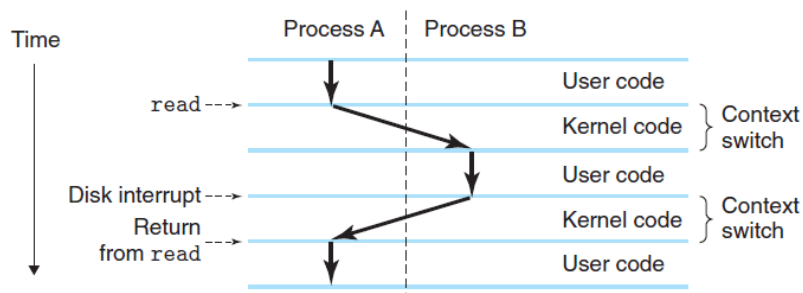 Process A
Process B
Time
User code
read
Kernel code
Context
switch
User code
Disk interrupt
Kernel code
Context
switch
Return
from read
User code